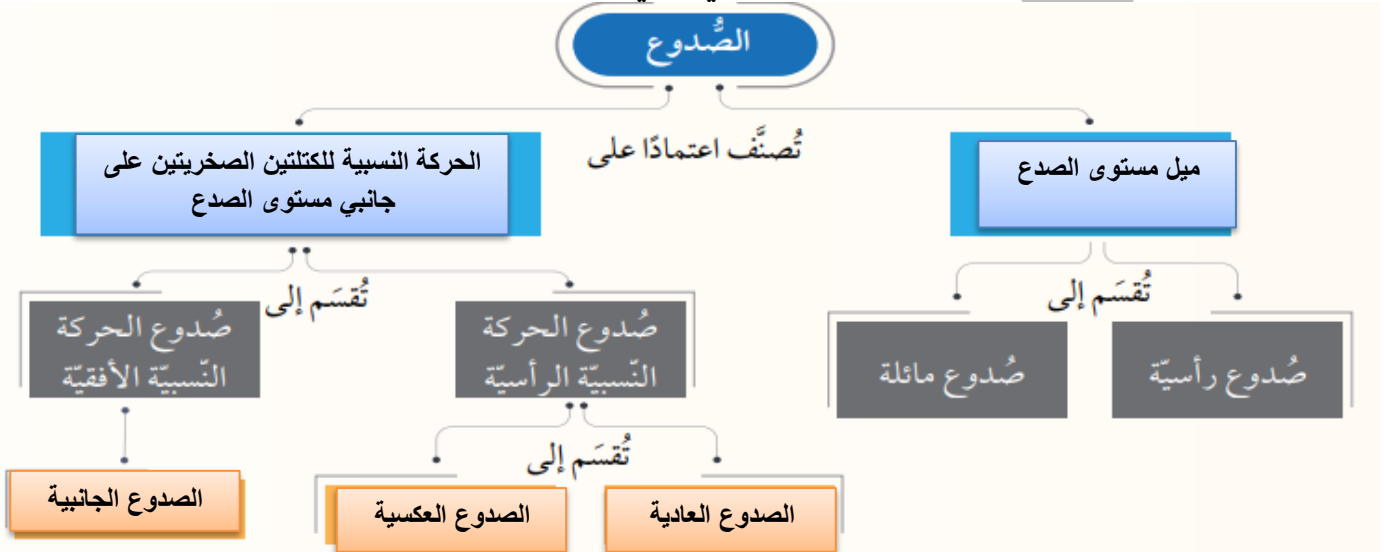 الصُّدوع
تُصنَّف اعتمادًا على
ميل مستوى الصدع
الحركة النسبية للكتلتين الصخريتين على
جانبي مستوى الصدع
تُقسَم إلى
صُدوع رأسيّة
صُدوع مائلة
تُقسَم إلى
صُدوع الحركة
النّسبيّة الرأسيّة
صُدوع الحركة
النّسبيّة الأفقيّة
تُقسَم إلى
الصدوع العادية
الصدوع العكسية
الصدوع الجانبية